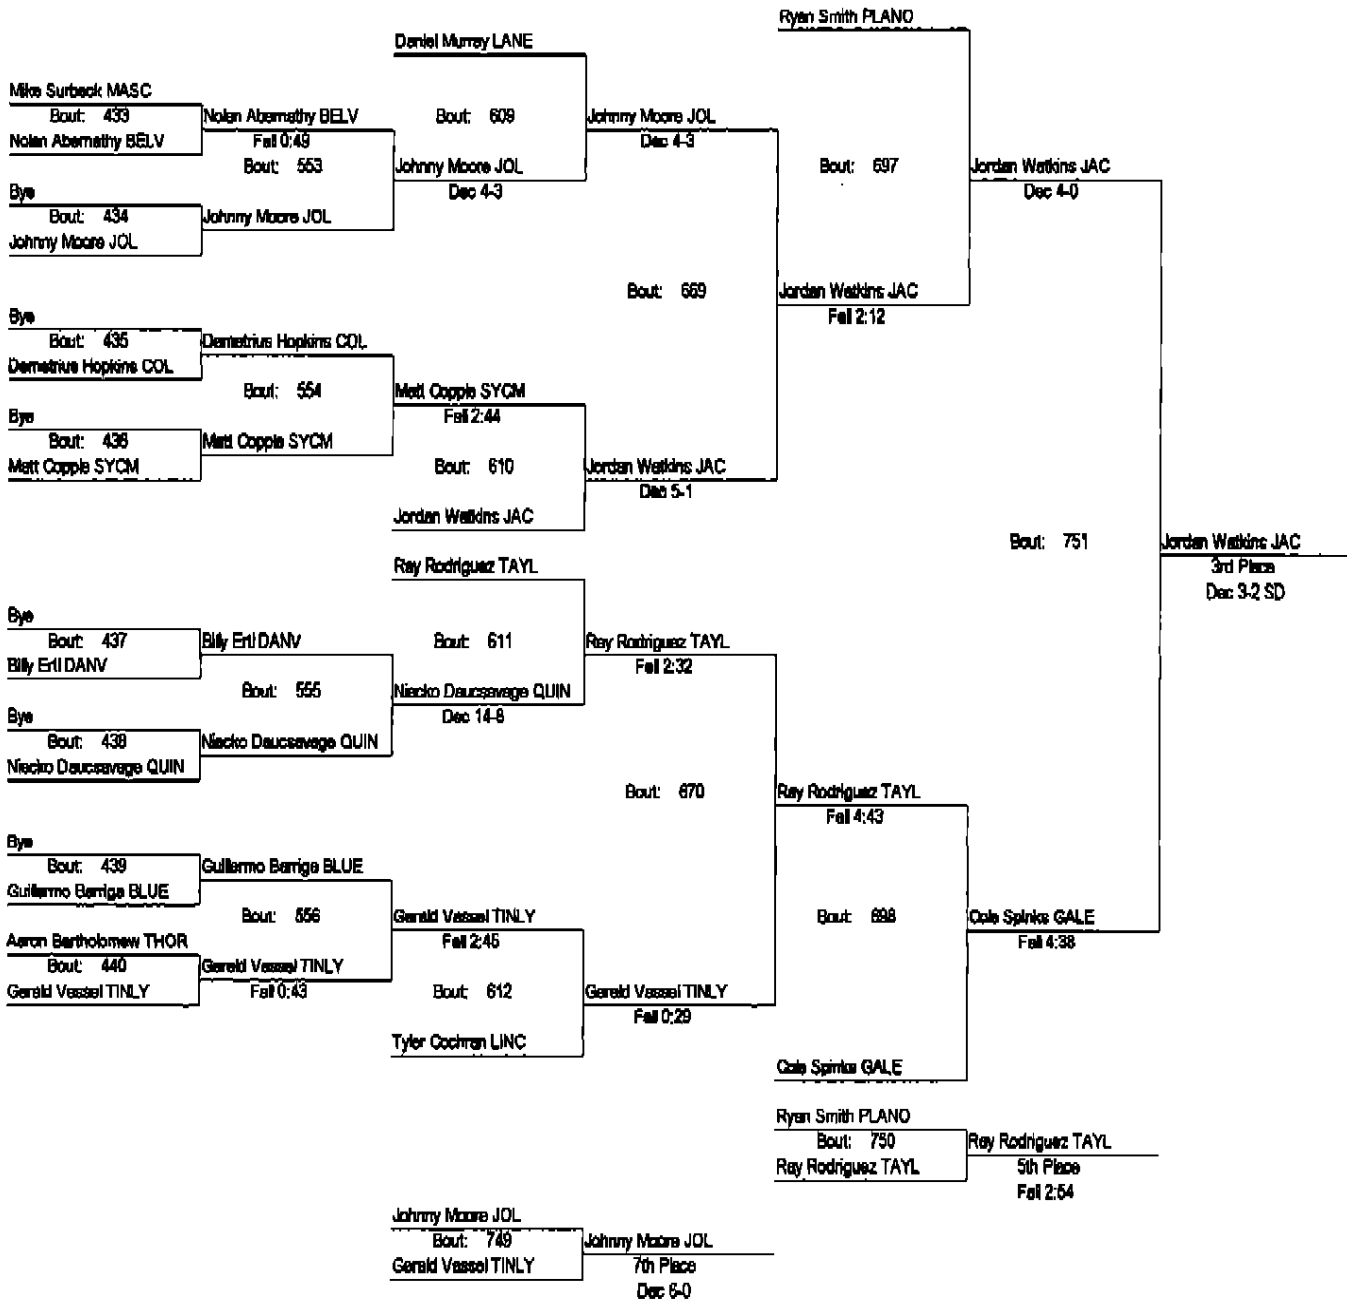 Ryan Smith PLANO
Daniel Murray LANE
Mike Surbeck MASC
Bout: 433
Nolan Abernathy BELV
Nolan Abernathy BELV
Fall 0:49
Bout: 553
Bye
Bout: 434
Johnny Moore JOL
Johnny Moore JOL
Johnny Moore JOL
Dec 4-3
Bout: 609
Johnny Moore JOL
Dec 4-3
Bout: 697
Jordan Watkins JAC
Dec 4-0
Bout: 669
Jordan Watkins JAC
Fall 2:12
Bye
Bout: 435
Demetrius Hopkins COL
Demetrius Hopkins COL
Bout: 554
Bye
Bout: 436
Matt Copple SYCM
Matt Copple SYCM
Matt Copple SYCM
Fall 2:44
Bout: 610
Jordan Watkins JAC
Jordan Watkins JAC
Dec 5-1
Bout: 751
Jordan Watkins JAC
3rd Place
Dec 3-2 SD
Ray Rodriguez TAYL
Bye
Bout: 437
Billy Ertl DANV
Billy Ertl DANV
Bout: 555
Bye
Bout: 438
Niecko Daucsavage QUIN
Niecko Daucsavage QUIN
Niecko Daucsavage QUIN
Dec 14-8
Bout: 611
Ray Rodriguez TAYL
Fall 2:32
Bout: 670
Ray Rodriguez TAYL
Fall 4:43
Bye
Bout: 439
Guillermo Barriga BLUE
Guillermo Barriga BLUE
Bout: 556
Aaron Bartholomew THOR
Bout: 440
Gerald Vessel TINLY
Gerald Vessel TINLY
Fall 0:43
Gerald Vessel TINLY
Fall 2:45
Bout: 612
Tyler Cochran LINC
Gerald Vessel TINLY
Fall 0:29
Bout: 698
Cole Spinks GALE
Cole Spinks GALE
Fall 4:38
Ryan Smith PLANO
Bout: 750
Ray Rodriguez TAYL
Ray Rodriguez TAYL
5th Place
Fall 2:54
Johnny Moore JOL
Bout: 749
Gerald Vessel TINLY
Johnny Moore JOL
7th Place
Dec 6-0